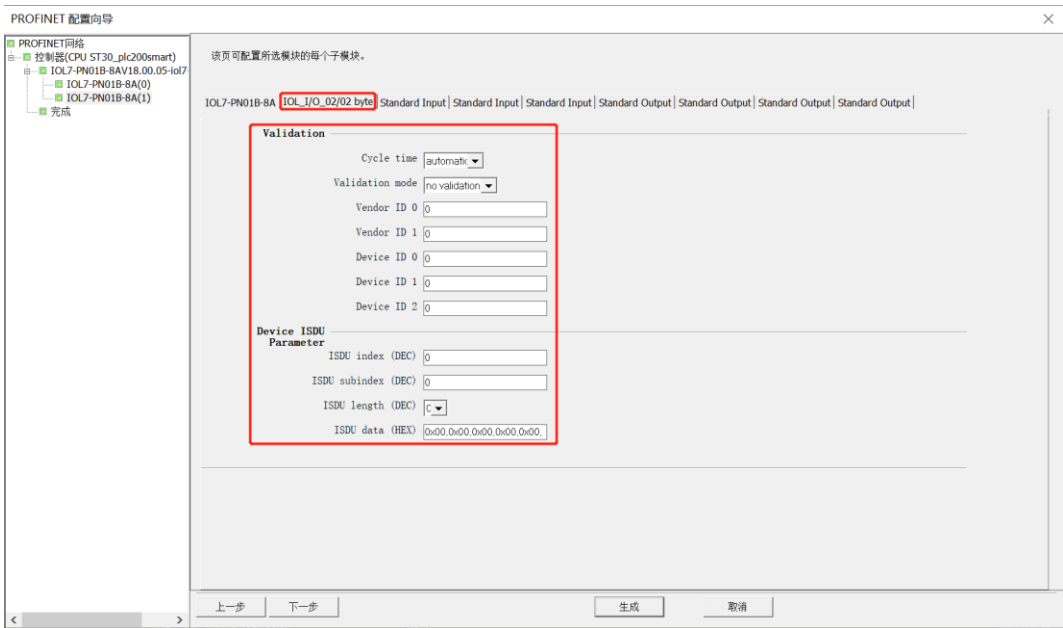 PROFINET 配置向导
PROFINET网络
控制器(CPU ST30_plc200smart)
IOL7-PN01B-8AV18.00.05-iol7-
IOL7-PN01B-8A(0)
IOL7-PN01B-8A(1)
完成
该页可配置所选模块的每个子模块。
IOL7-PN01B-8A IOL_I/O_02/02 byte Standard Input Standard Input Standard Input Standard Output Standard Output Standard Output Standard Output
Validation
Cycle time automatic
Validation mode no validation
Vendor ID 0 0
Vendor ID 1 0
Device ID 0 0
Device ID 1 0
Device ID 2 0
Device ISDU
Parameter
ISDU index (DEC) 0
ISDU subindex (DEC) 0
ISDU length (DEC)
ISDU data (HEX) 0x00,0x00,0x00,0x00,0x00,
上一步 下一步 生成 取消